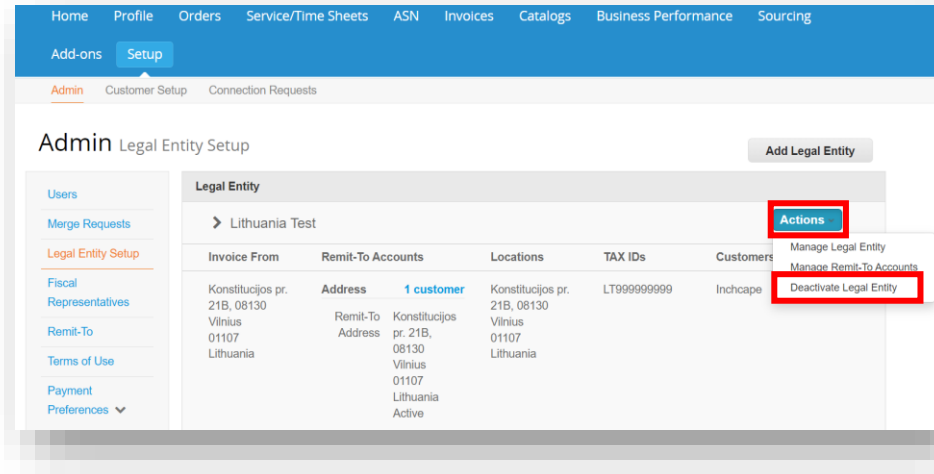 Home Profile Orders Service/Time Sheets ASN Invoices Catalogs Business Performance Sourcing
Add-ons Setup
Admin Customer Setup Connection Requests
Admin Legal Entity Setup
Add Legal Entity
Users
Merge Requests
Legal Entity Setup
Fiscal
Representatives
Remit-To
Terms of Use
Payment
Preferences
Legal Entity
Lithuania Test
Actions
Manage Legal Entity
Manage Remit-To Accounts
Deactivate Legal Entity
Invoice From Remit-To Accounts Locations TAX IDs Customers
Konstitucijos pr.
21B, 08130
Vilnius
01107
Lithuania
Address 1 customer
Remit-To
Address
Konstitucijos
pr. 21B,
08130
Vilnius
01107
Lithuania
Active
Konstitucijos pr.
21B, 08130
Vilnius
01107
Lithuania
LT999999999
Inchcape